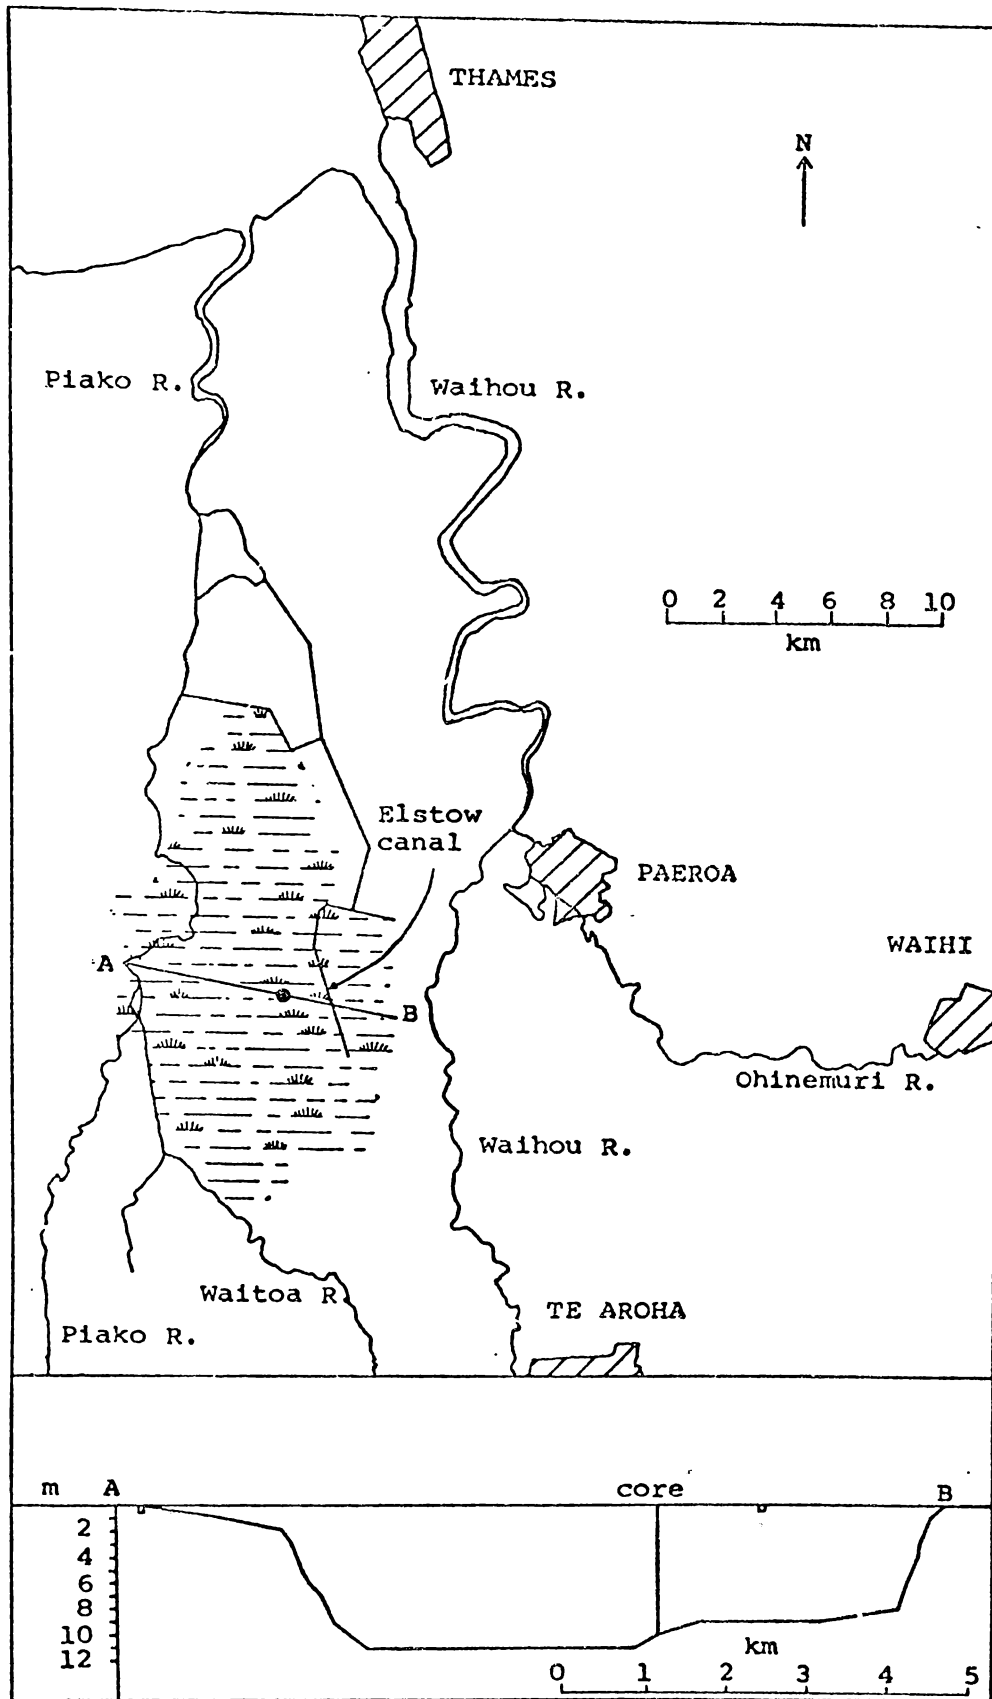 THAMES
N
Piako R.
Waihou R.
0 2 4 6 8 10
km
Elstow
canal
PAEROA
WAIHI
A
B
Ohinemuri R.
Waihou R.
Waitoa R.
TE AROHA
Piako R.
m A core B
2
4
6
8
10
12
km
0 1 2 3 4 5